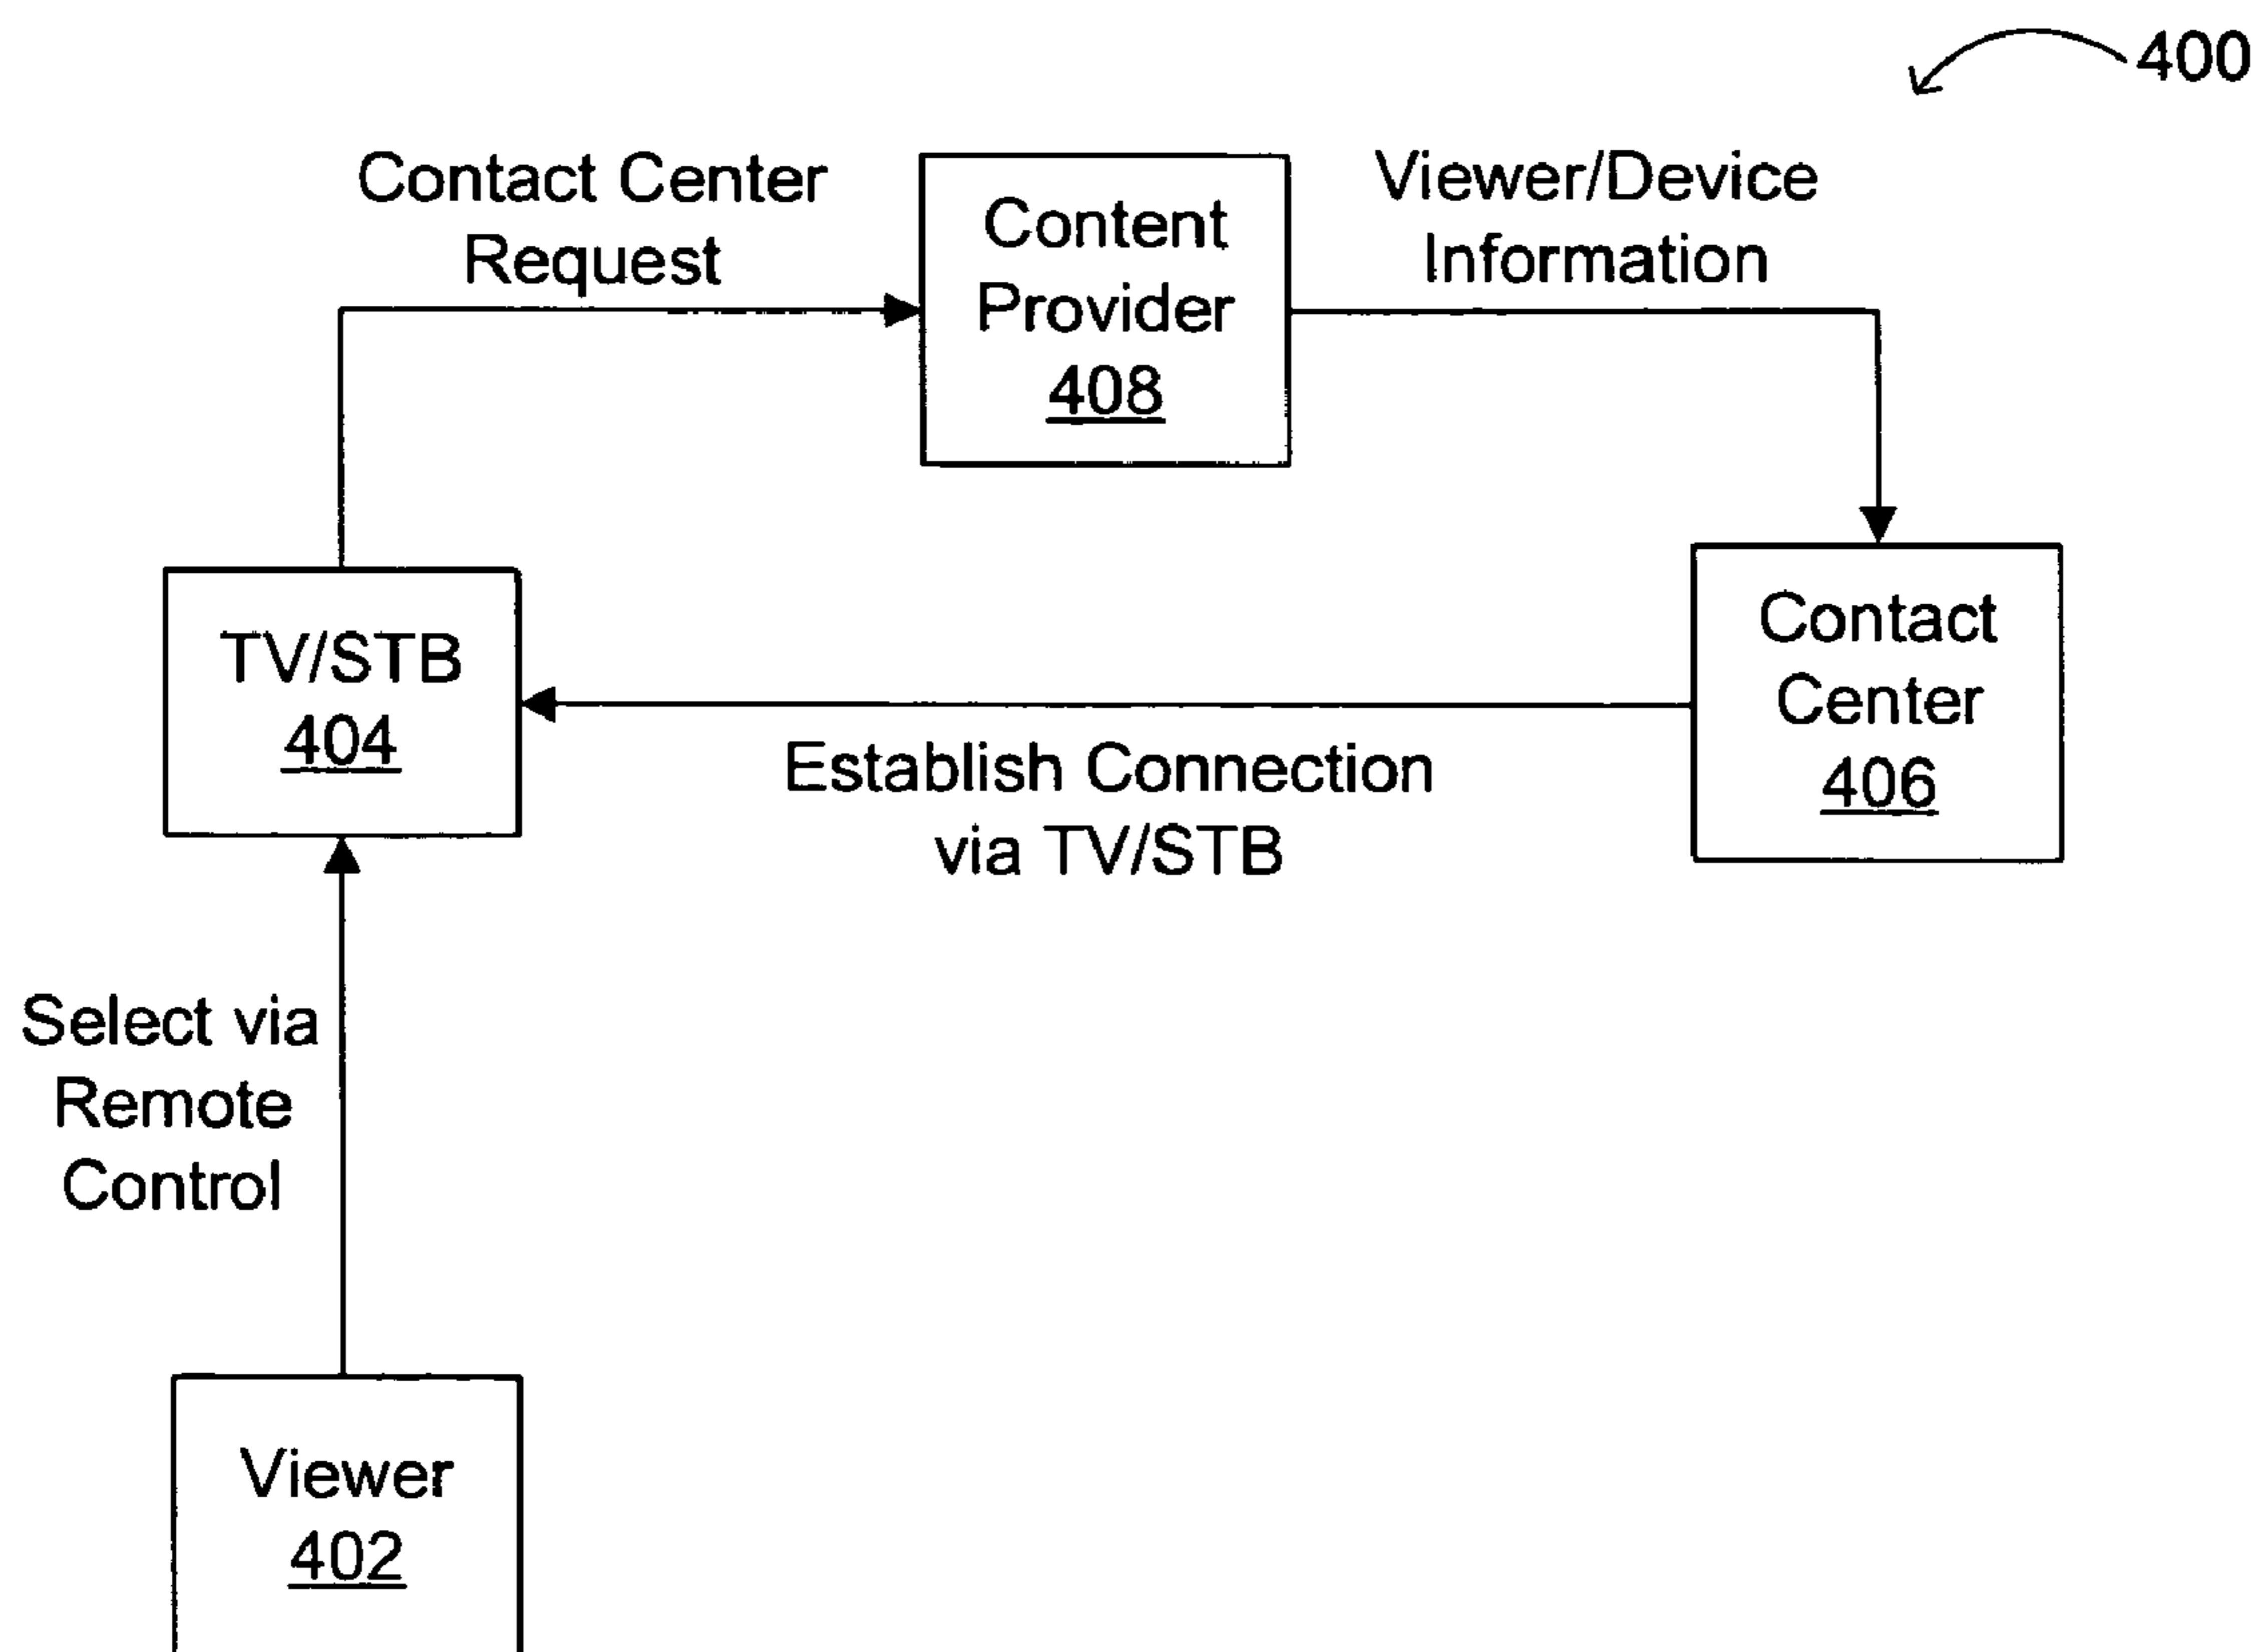 400
Contact Center
Request
Content
Provider
408
Viewer/Device
Information
TV/STB
404
Contact
Center
406
Establish Connection
via TV/STB
Select via
Remote
Control
Viewer
402